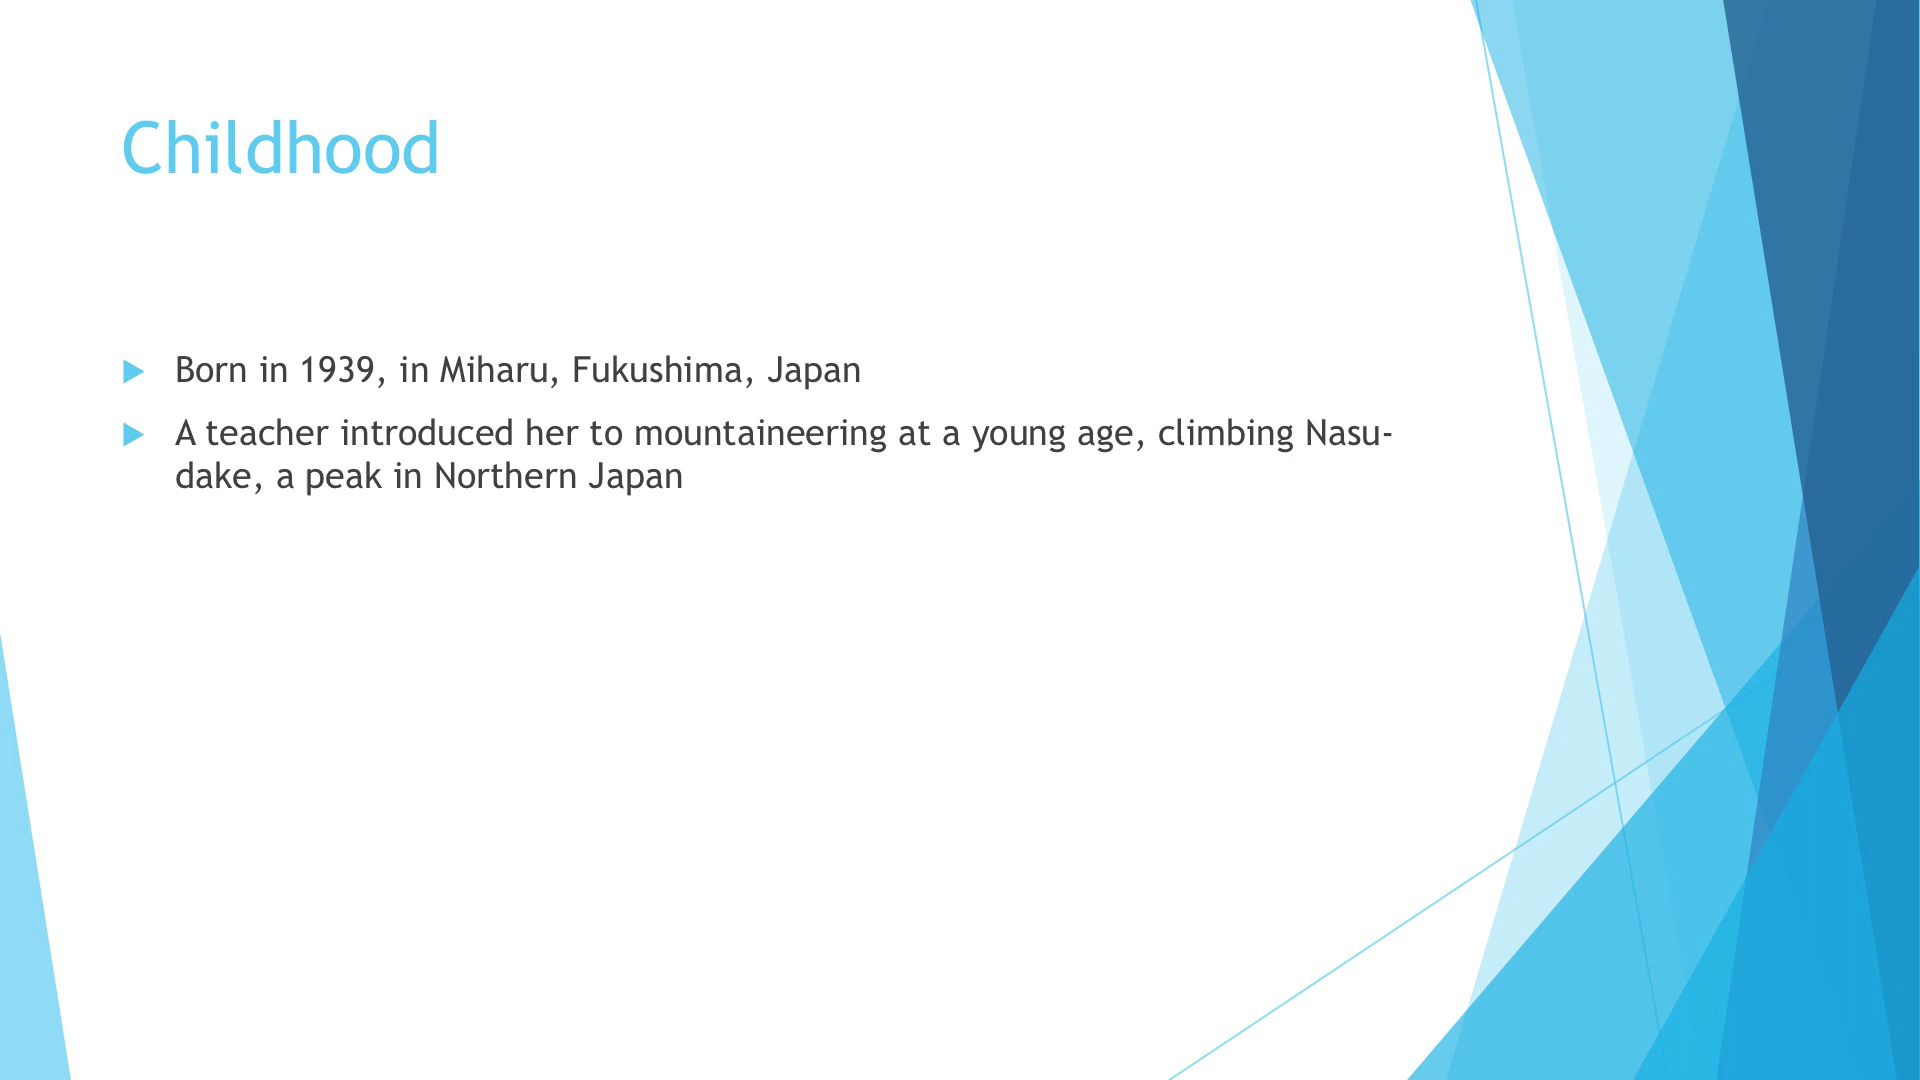 Childhood
Born in 1939, in Miharu, Fukushima, Japan
A teacher introduced her to mountaineering at a young age, climbing Nasu-
dake, a peak in Northern Japan